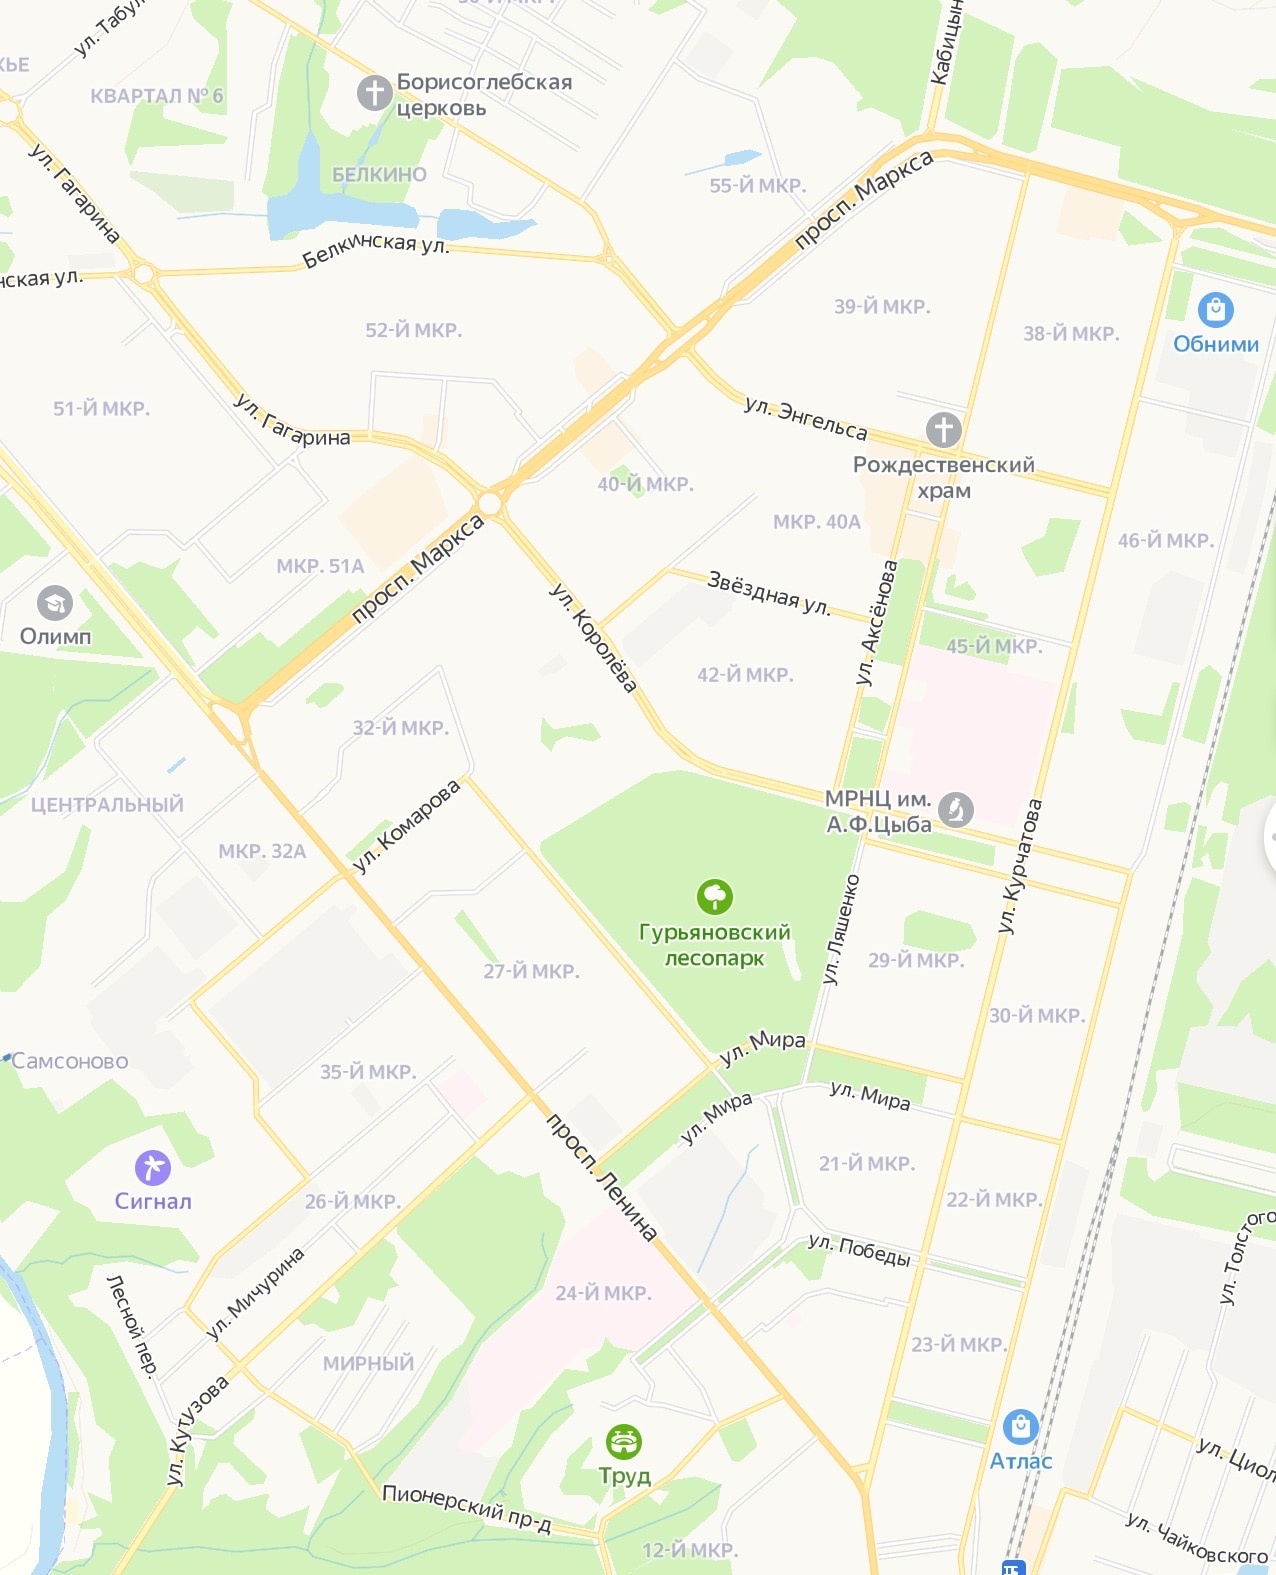 ул. Табул
Кабицын
КЬЕ
КВАРТАЛ № 6
Борисоглебская
церковь
БЕЛКИНО
55-Й МКР.
просп. Маркса
ул. Гагарина
Белкинская ул.
нская ул.
52-Й МКР.
39-Й МКР.
38-Й МКР.
Обними
51-Й МКР.
ул. Гагарина
ул. Энгельса
Рождественский
храм
40-Й МКР.
МКР. 40А
46-Й МКР.
МКР. 51А
просп. Маркса
Олимп
ул. Королёва
Звёздная ул.
ул. Аксёнова
45-Й МКР.
42-Й МКР.
32-Й МКР.
ЦЕНТРАЛЬНЫЙ
МРНЦ им.
А.Ф.Цыба
ул. Комарова
МКР. 32А
ул. Курчатова
Гурьяновский
лесопарк
ул. Ляшенко
27-Й МКР.
29-Й МКР.
30-Й МКР.
Самсоново
35-Й МКР.
ул. Мира
ул. Мира
ул. Мира
просп. Ленина
21-Й МКР.
22-Й МКР.
Сигнал
26-Й МКР.
ул. Победы
ул. Толстого
24-Й МКР.
ул. Мичурина
Лесной пер.
23-Й МКР.
МИРНЫЙ
ул. Кутузова
Труд
Атлас
ул. Циол
Пионерский пр-д
12-Й МКР.
ул. Чайковского